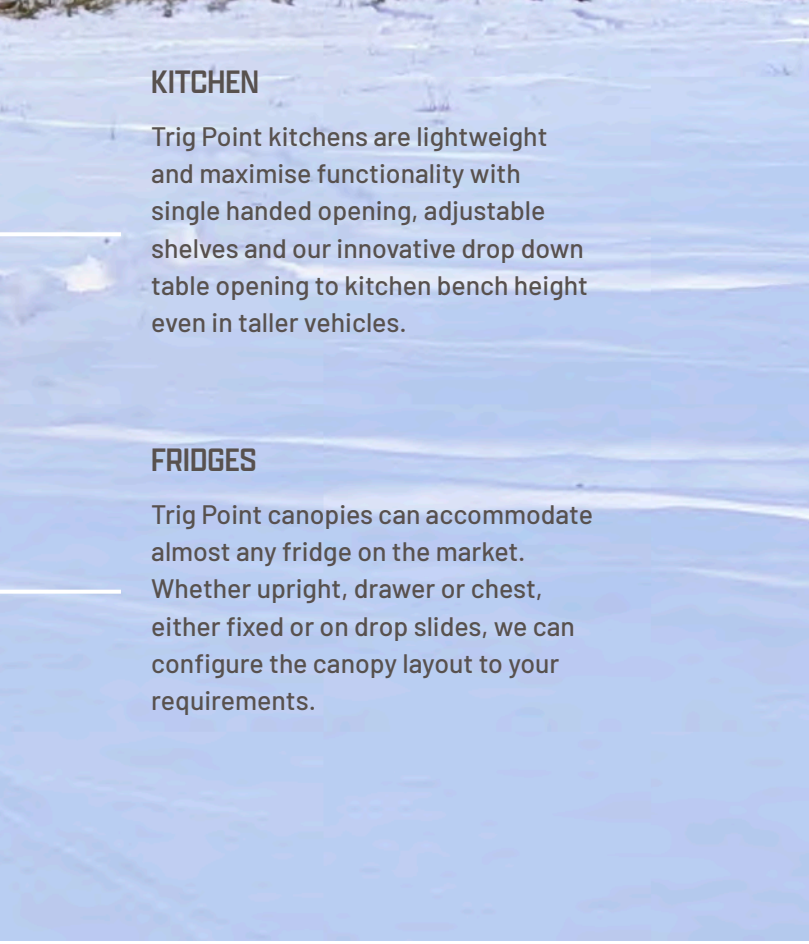 KITCHEN
Trig Point kitchens are lightweight
and maximise functionality with
single handed opening, adjustable
shelves and our innovative drop down
table opening to kitchen bench height
even in taller vehicles.
FRIDGES
Trig Point canopies can accommodate
almost any fridge on the market.
Whether upright, drawer or chest,
either fixed or on drop slides, we can
configure the canopy layout to your
requirements.